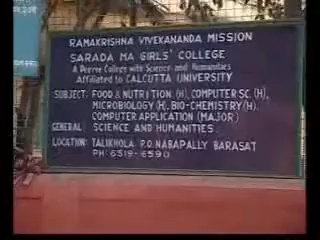 RAMAKRISHNA VIVEKANANDA MISSION
SARADA MA GIRLS' COLLEGE
A Degree College with Science and Humanities
Affiliated to CALCUTTA UNIVERSITY
SUBJECT: FOOD & NUTRITION (H), COMPUTER SC. (H),
MICROBIOLOGY (H), BIO-CHEMISTRY (H).
COMPUTER APPLICATION (MAJOR)
GENERAL: SCIENCE AND HUMANITIES.
LOCATION: TALIKHOLA P.O. NABAPALLY BARASAT
PH: 6519-6590